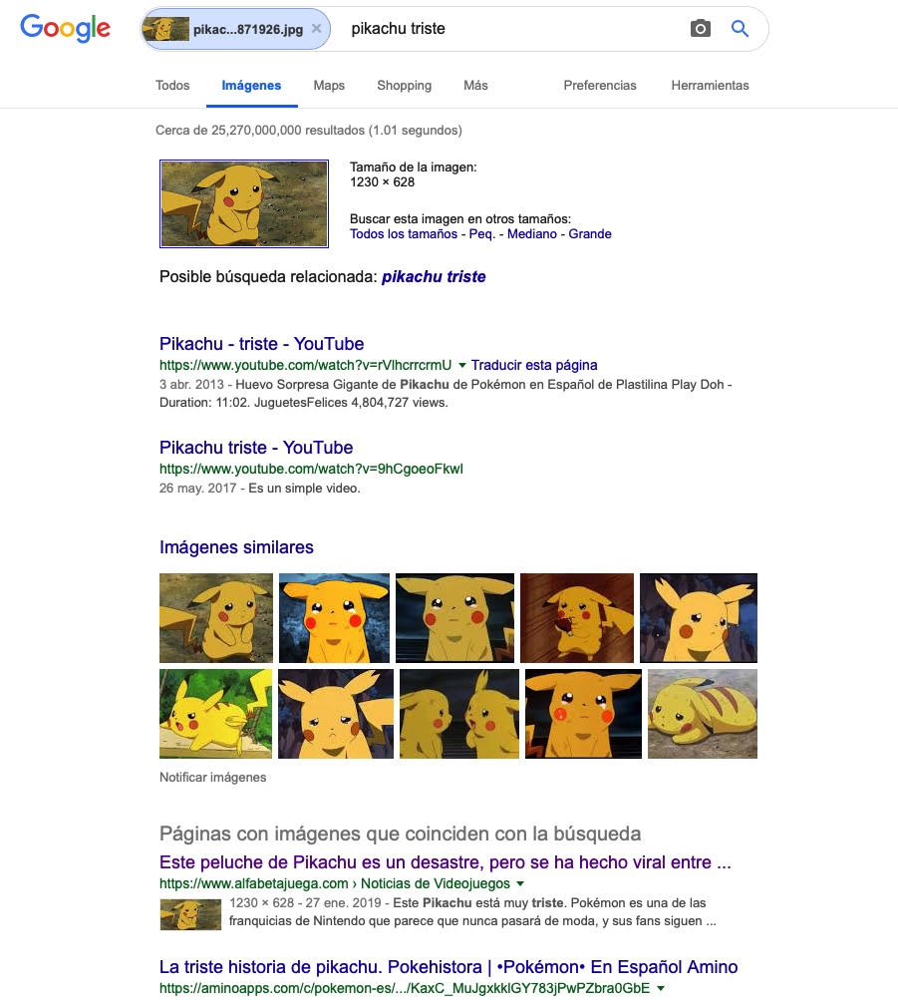 Google
pikac...871926.jpg × pikachu triste
Todos Imágenes Maps Shopping Más Preferencias Herramientas
Cerca de 25,270,000,000 resultados (1.01 segundos)
Tamaño de la imagen:
1230 × 628
Buscar esta imagen en otros tamaños:
Todos los tamaños - Peq. - Mediano - Grande
Posible búsqueda relacionada: pikachu triste
Pikachu - triste - YouTube
https://www.youtube.com/watch?v=rVlhcrrcrmU ▾ Traducir esta página
3 abr. 2013 - Huevo Sorpresa Gigante de Pikachu de Pokémon en Español de Plastilina Play Doh -
Duration: 11:02. JuguetesFelices 4,804,727 views.
Pikachu triste - YouTube
https://www.youtube.com/watch?v=9hCgoeoFkwI
26 may. 2017 - Es un simple video.
Imágenes similares
Notificar imágenes
Páginas con imágenes que coinciden con la búsqueda
Este peluche de Pikachu es un desastre, pero se ha hecho viral entre ...
https://www.alfabetajuega.com › Noticias de Videojuegos ▾
1230 × 628 - 27 ene. 2019 - Este Pikachu está muy triste. Pokémon es una de las
franquicias de Nintendo que parece que nunca pasará de moda, y sus fans siguen ...
La triste historia de pikachu. Pokehistora | •Pokémon• En Español Amino
https://aminoapps.com/c/pokemon-es/.../KaxC_MuJgxkklGY783jPwPZbra0GbE ▾